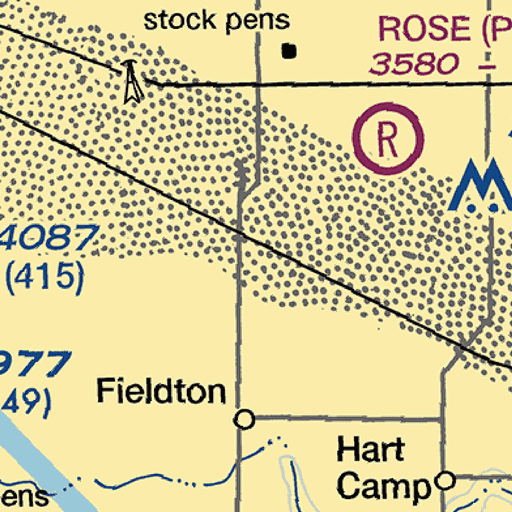 stock pens
ROSE (P
3580 –
R
4087
(415)
977
49)
Fieldton
Hart
Camp
ens